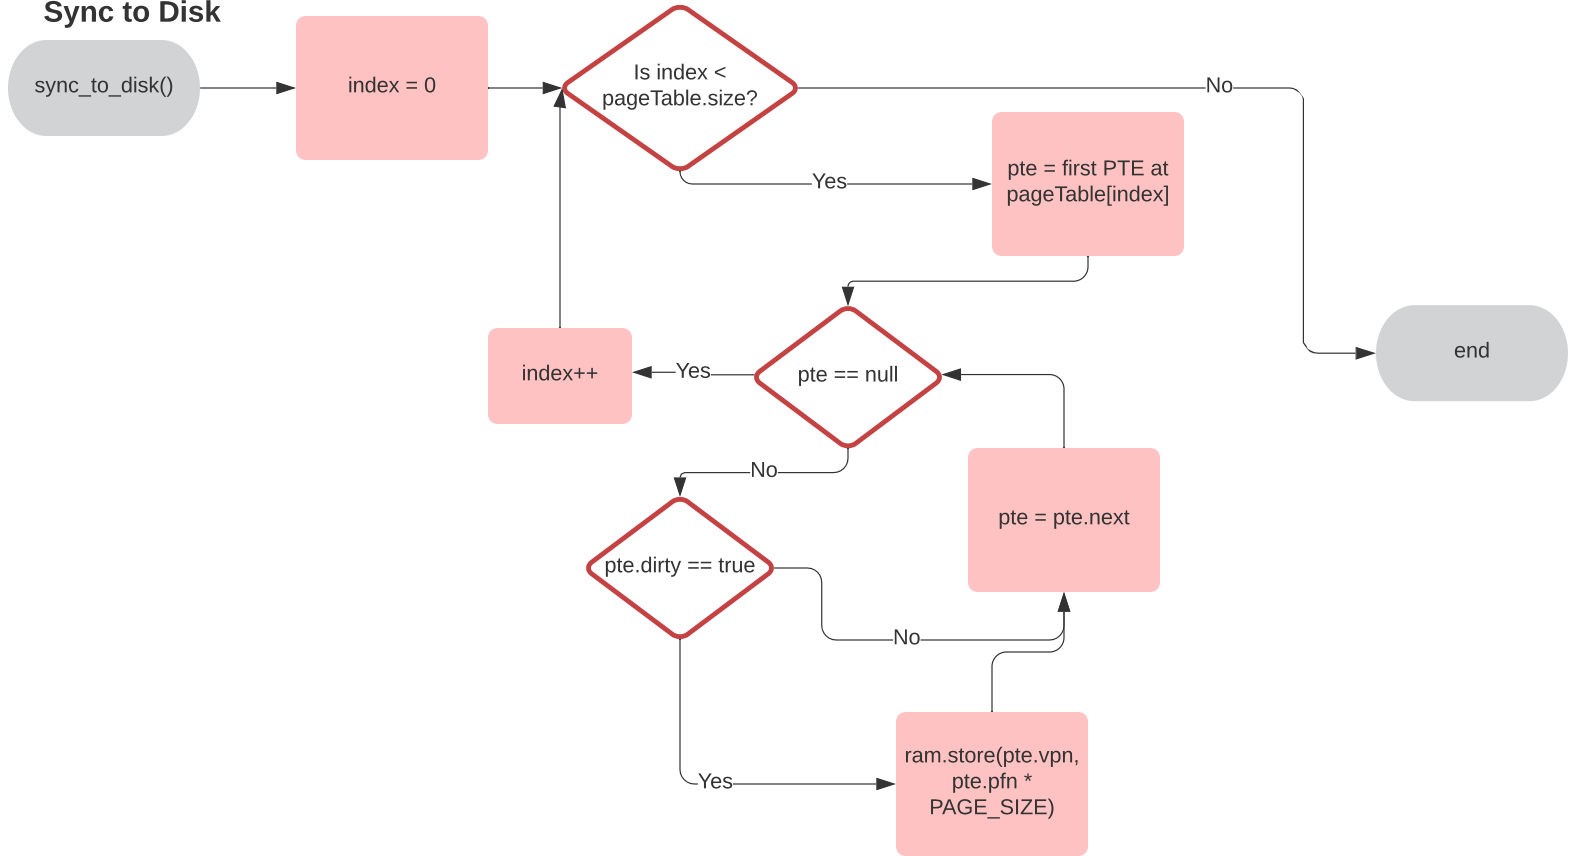 Sync to Disk
sync_to_disk()
index = 0
Is index <
pageTable.size?
No
Yes
pte = first PTE at
pageTable[index]
end
index++
Yes
pte == null
No
pte = pte.next
pte.dirty == true
No
Yes
ram.store(pte.vpn,
pte.pfn *
PAGE_SIZE)